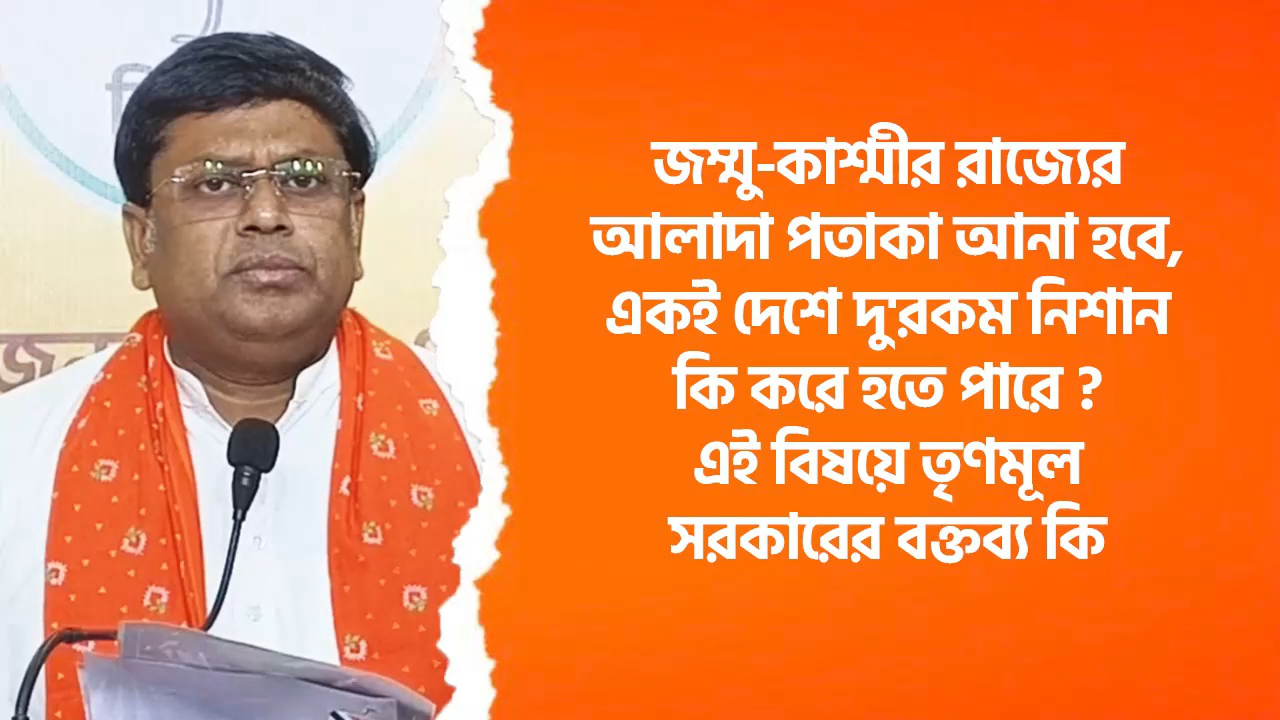 জম্মু-কাশ্মীর রাজ্যের
আলাদা পতাকা আনা হবে,
একই দেশে দু'রকম নিশান
কি করে হতে পারে ?
এই বিষয়ে তৃণমূল
সরকারের বক্তব্য কি